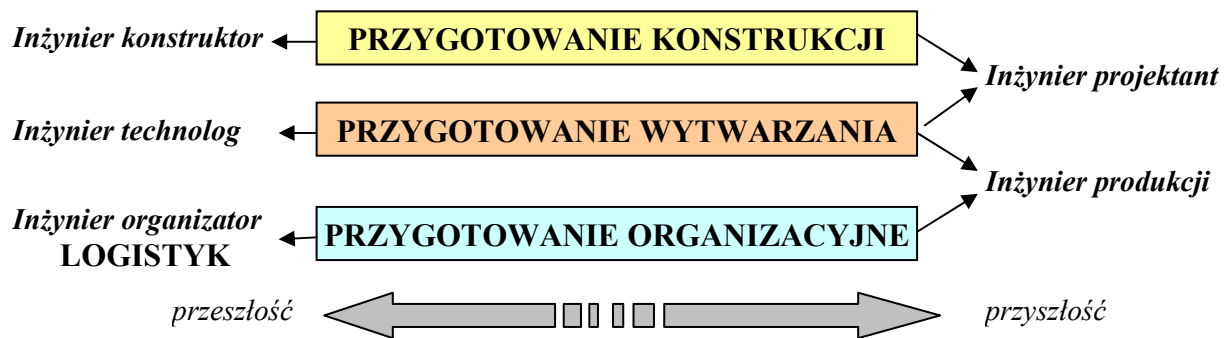 Inżynier konstruktor
PRZYGOTOWANIE KONSTRUKCJI
Inżynier projektant
Inżynier technolog
PRZYGOTOWANIE WYTWARZANIA
Inżynier produkcji
Inżynier organizator
LOGISTYK
PRZYGOTOWANIE ORGANIZACYJNE
przeszłość
przyszłość